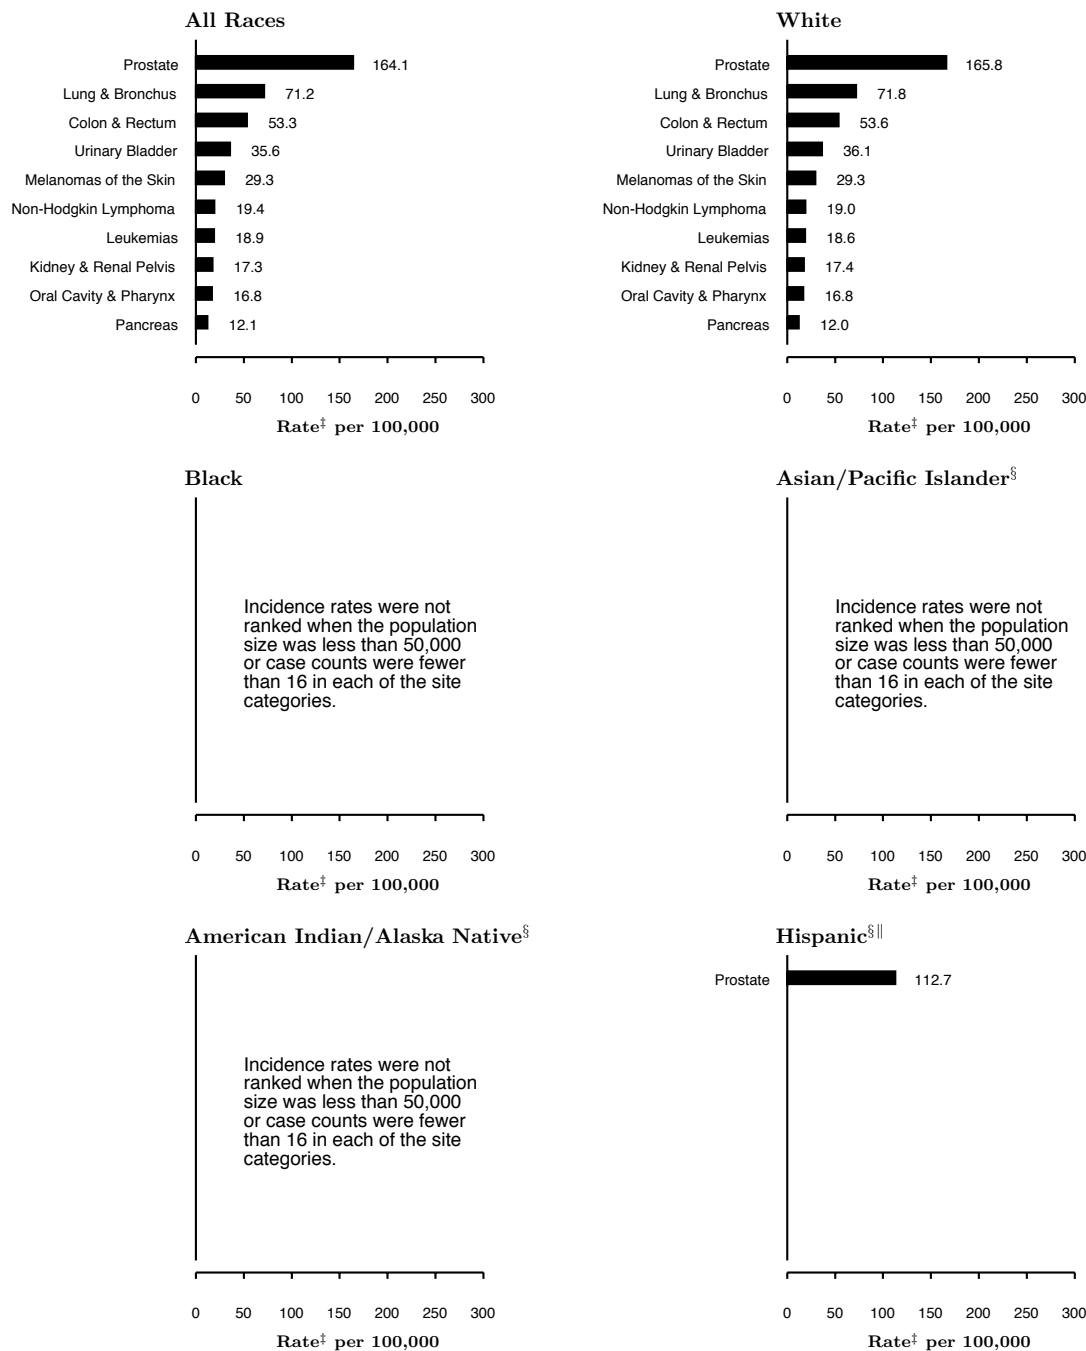 All Races
Prostate 164.1
Lung & Bronchus 71.2
Colon & Rectum 53.3
Urinary Bladder 35.6
Melanomas of the Skin 29.3
Non-Hodgkin Lymphoma 19.4
Leukemias 18.9
Kidney & Renal Pelvis 17.3
Oral Cavity & Pharynx 16.8
Pancreas 12.1
0 50 100 150 200 250 300
Rate‡ per 100,000
White
Prostate 165.8
Lung & Bronchus 71.8
Colon & Rectum 53.6
Urinary Bladder 36.1
Melanomas of the Skin 29.3
Non-Hodgkin Lymphoma 19.0
Leukemias 18.6
Kidney & Renal Pelvis 17.4
Oral Cavity & Pharynx 16.8
Pancreas 12.0
0 50 100 150 200 250 300
Rate‡ per 100,000
Black
Incidence rates were not
ranked when the population
size was less than 50,000
or case counts were fewer
than 16 in each of the site
categories.
0 50 100 150 200 250 300
Rate‡ per 100,000
Asian/Pacific Islander§
Incidence rates were not
ranked when the population
size was less than 50,000
or case counts were fewer
than 16 in each of the site
categories.
0 50 100 150 200 250 300
Rate‡ per 100,000
American Indian/Alaska Native§
Incidence rates were not
ranked when the population
size was less than 50,000
or case counts were fewer
than 16 in each of the site
categories.
0 50 100 150 200 250 300
Rate‡ per 100,000
Hispanic§‖
Prostate 112.7
0 50 100 150 200 250 300
Rate‡ per 100,000